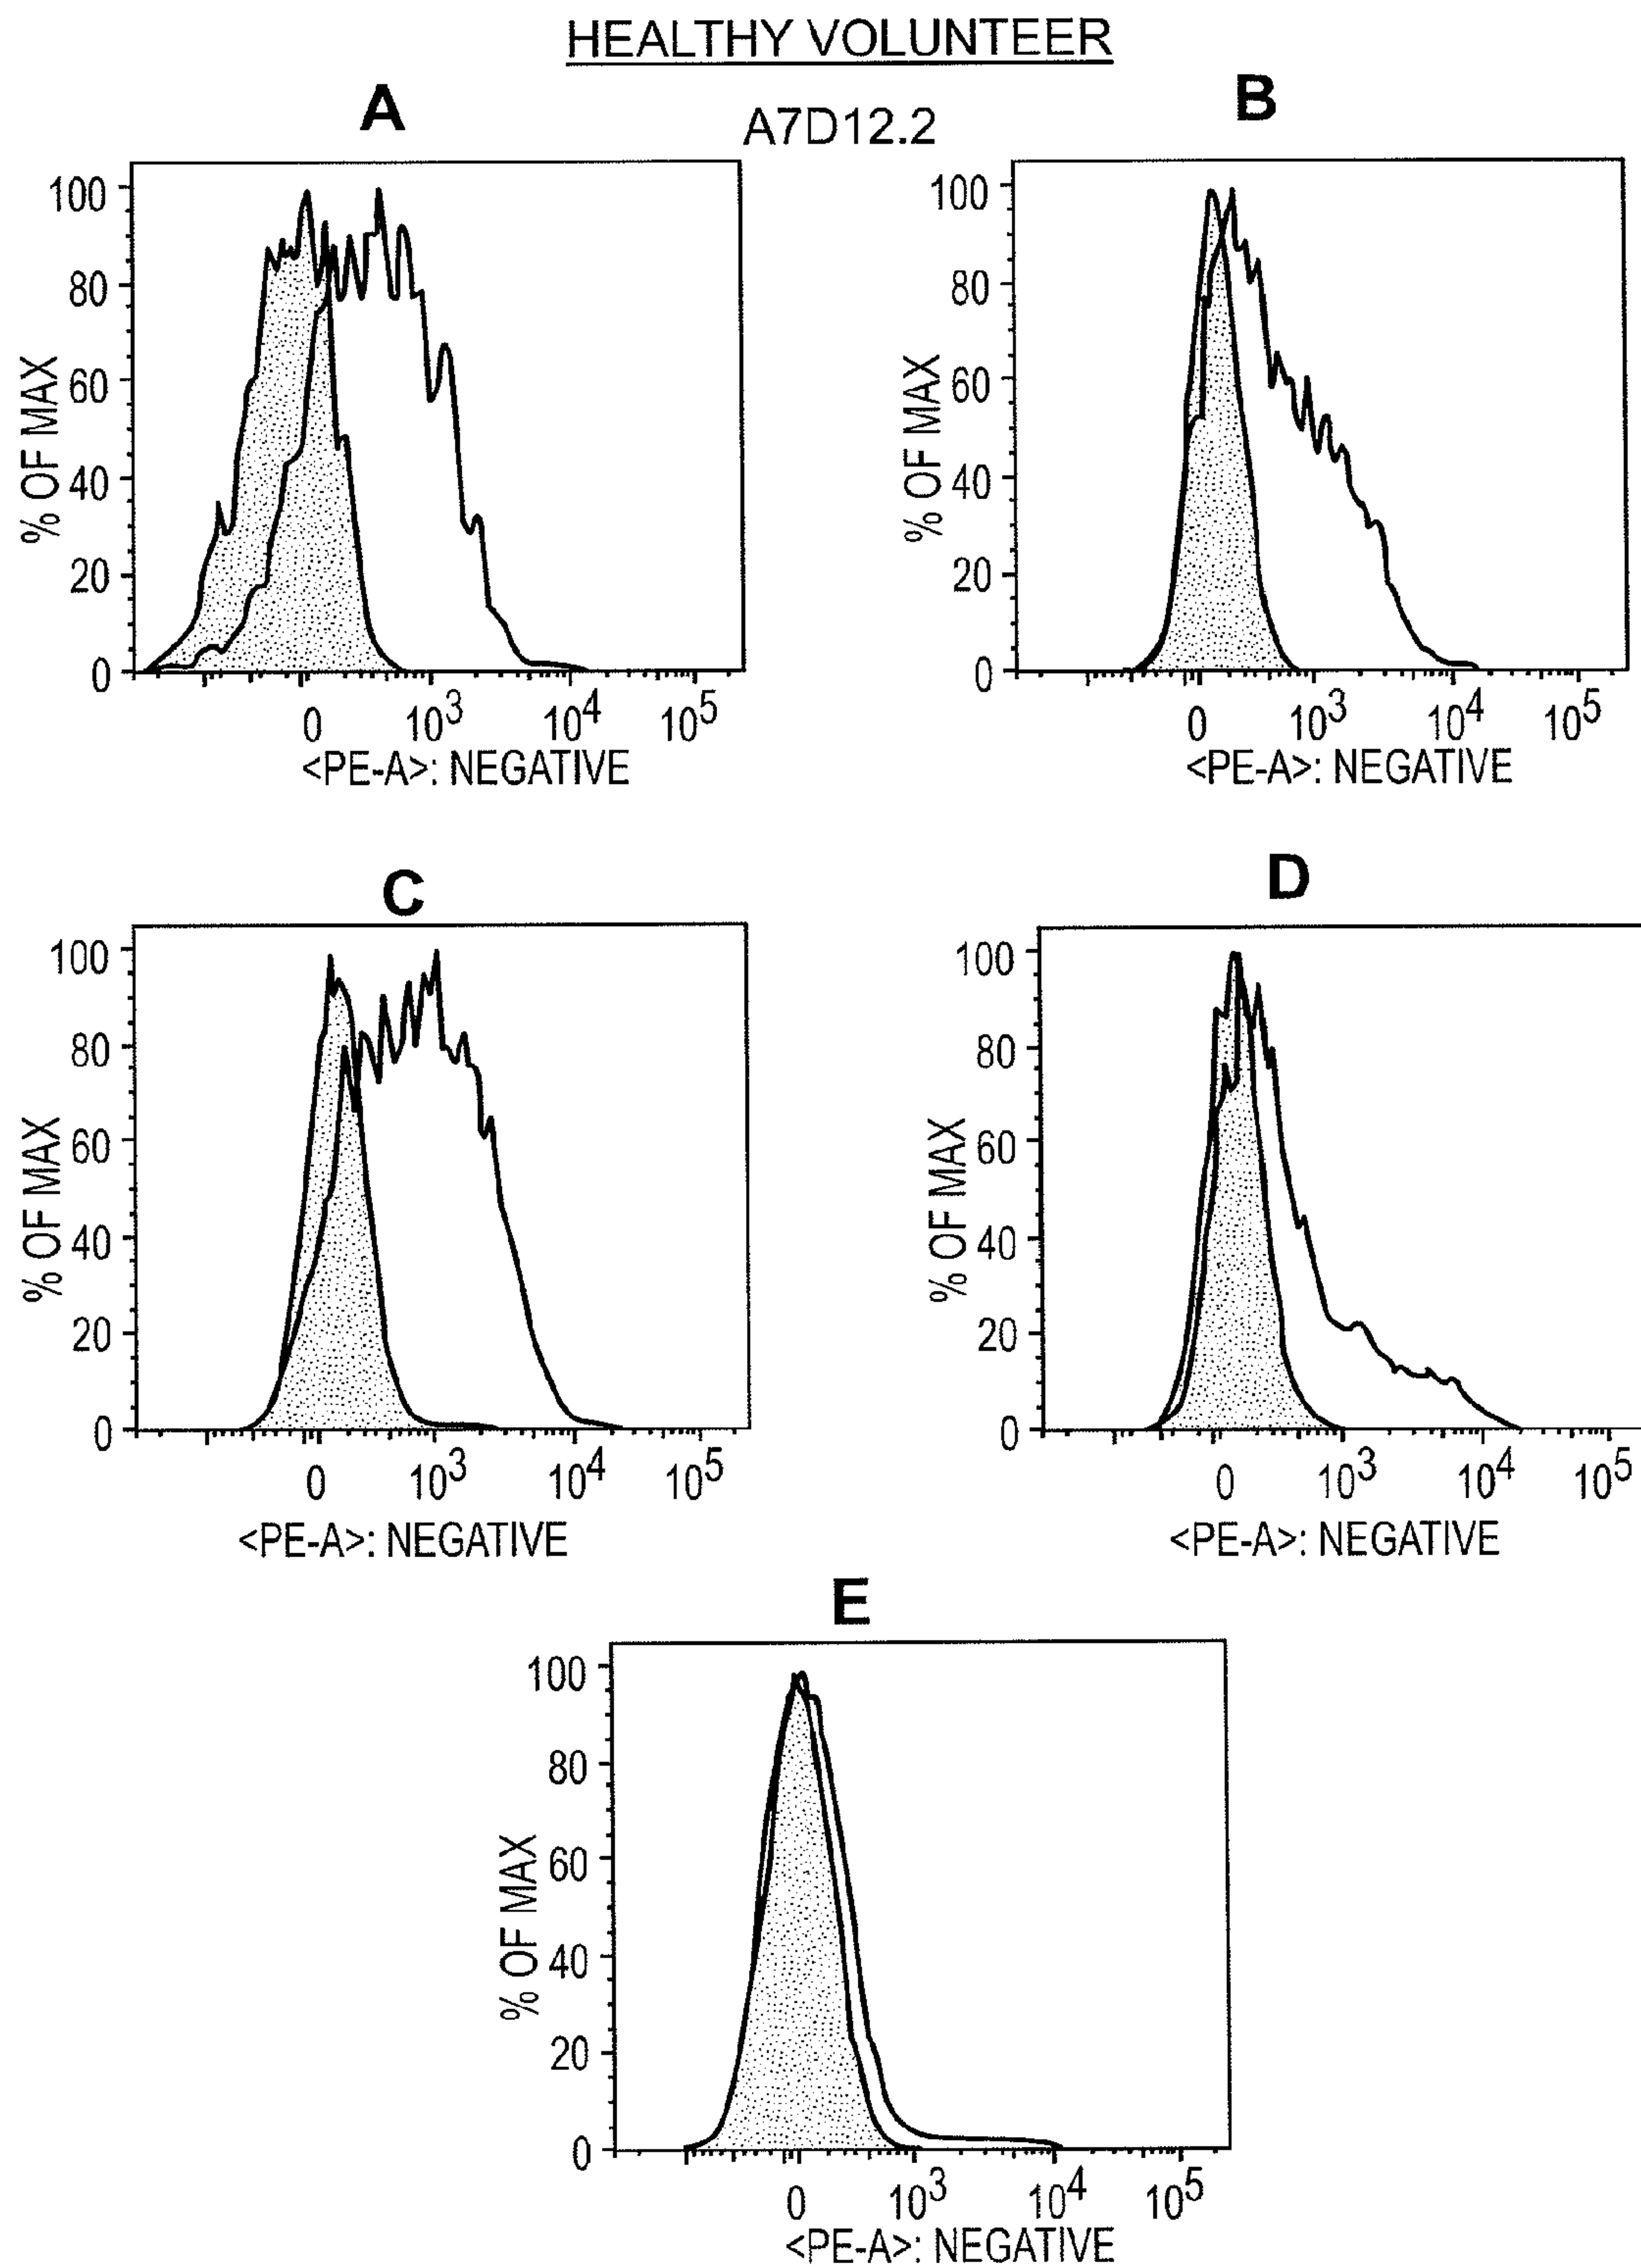 HEALTHY VOLUNTEER
A
B
A7D12.2
100
80
60
40
20
0
% OF MAX
0 10³ 10⁴ 10⁵
<PE-A>: NEGATIVE
100
80
60
40
20
0
% OF MAX
0 10³ 10⁴ 10⁵
<PE-A>: NEGATIVE
C
100
80
60
40
20
0
% OF MAX
0 10³ 10⁴ 10⁵
<PE-A>: NEGATIVE
D
100
80
60
40
20
0
% OF MAX
0 10³ 10⁴ 10⁵
<PE-A>: NEGATIVE
E
100
80
60
40
20
0
% OF MAX
0 10³ 10⁴ 10⁵
<PE-A>: NEGATIVE